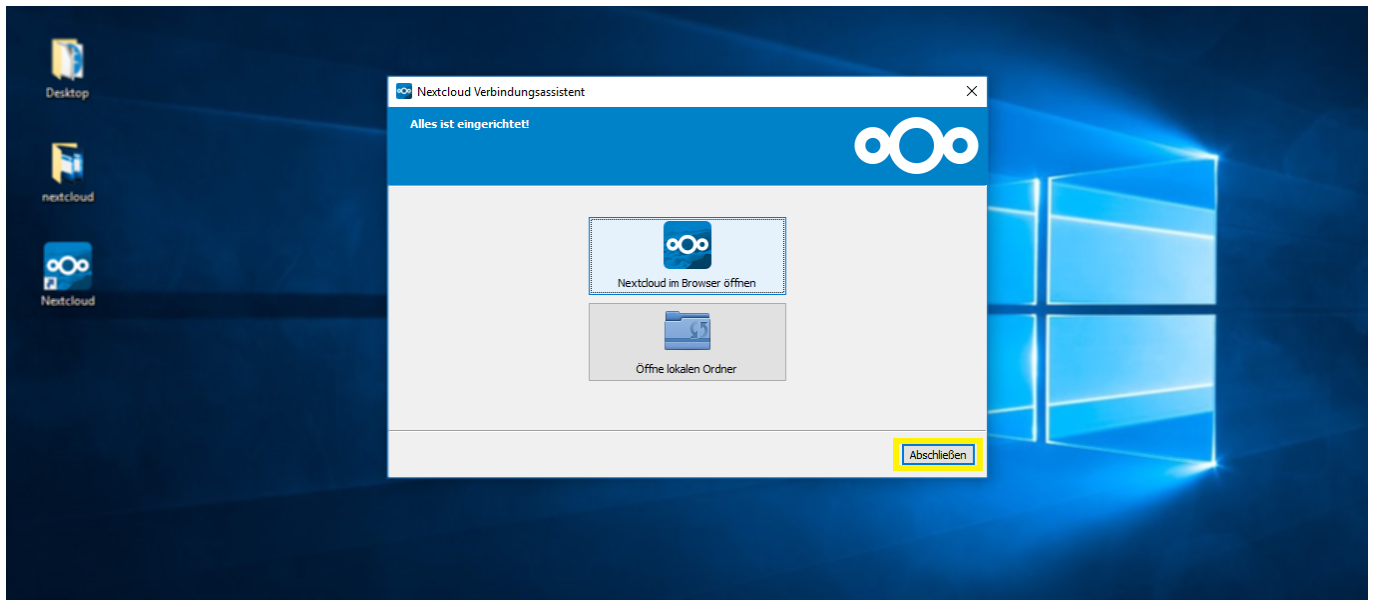 Desktop
nextcloud
Nextcloud
Nextcloud Verbindungsassistent
Alles ist eingerichtet!
Nextcloud im Browser öffnen
Öffne lokalen Ordner
Abschließen